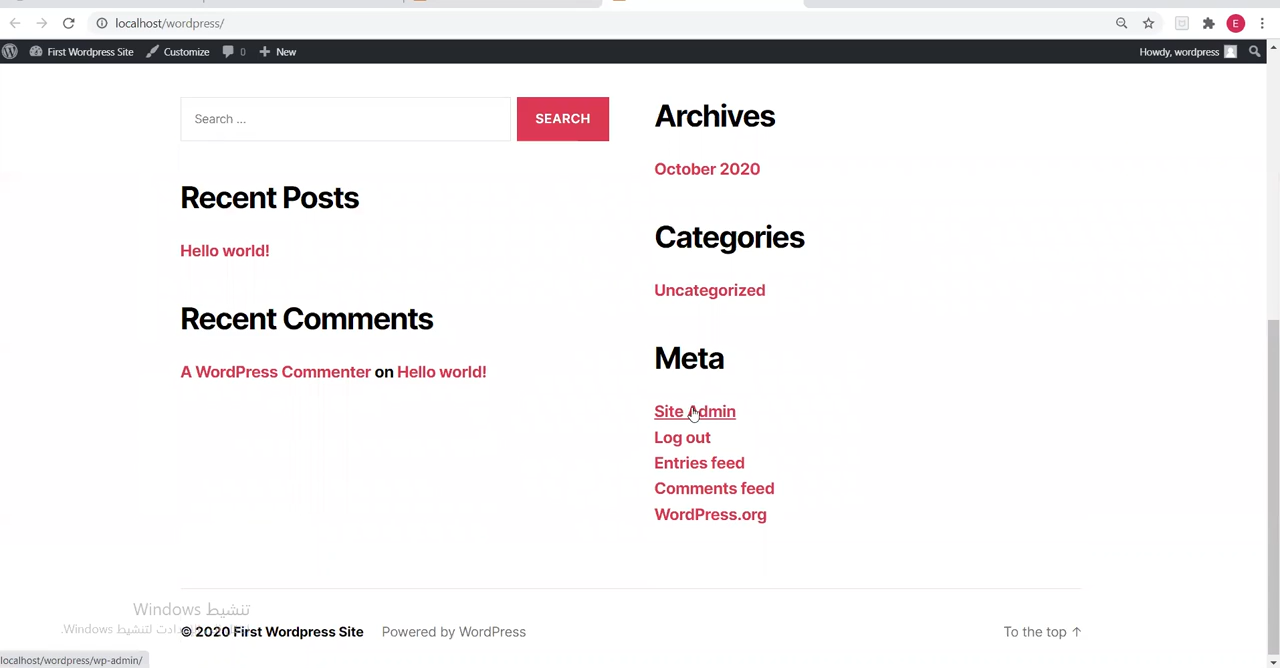 localhost/wordpress/
E
First Wordpress Site
Customize
0
New
Howdy, wordpress
Search ...
SEARCH
Recent Posts
Hello world!
Recent Comments
A WordPress Commenter on Hello world!
Archives
October 2020
Categories
Uncategorized
Meta
Site Admin
Log out
Entries feed
Comments feed
WordPress.org
تنشيط Windows
لتنشيط Windows.
© 2020 First Wordpress Site
Powered by WordPress
To the top ↑
localhost/wordpress/wp-admin/